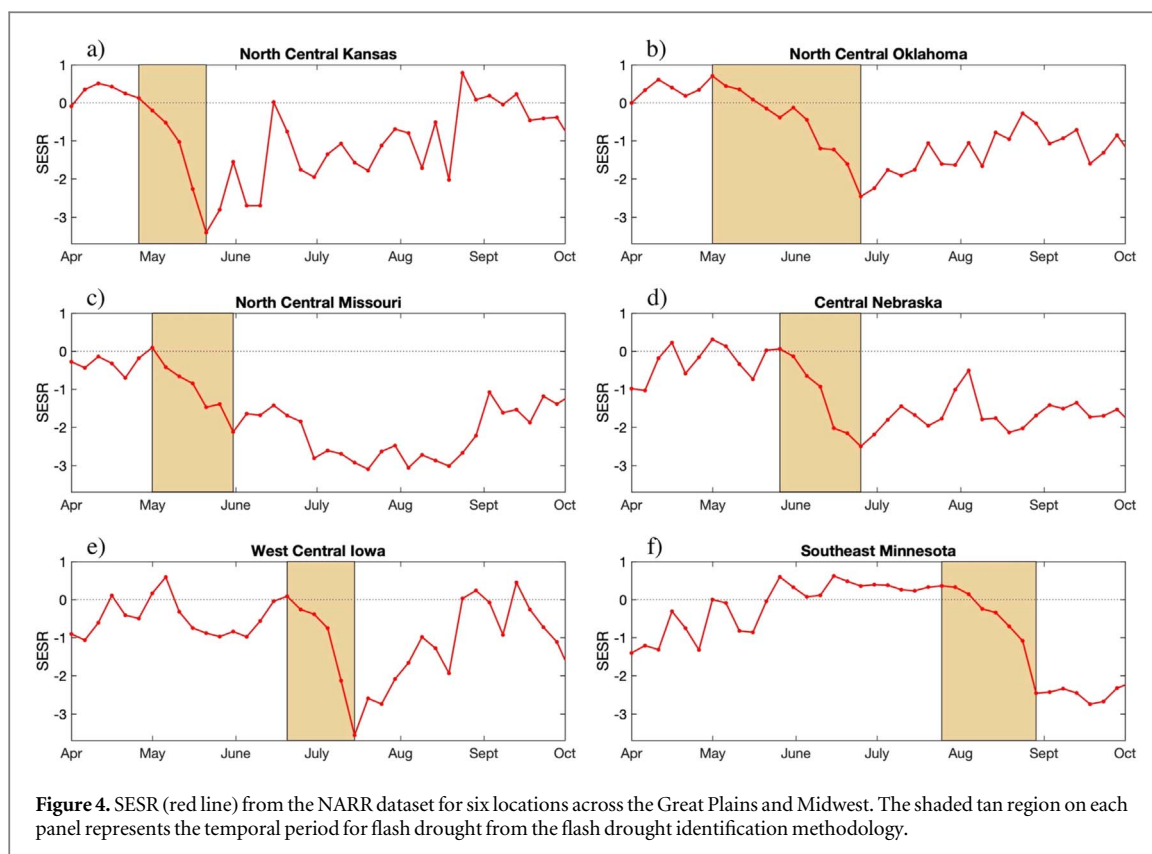 a)
North Central Kansas
1
0
-1
-2
-3
SESR
Apr May June July Aug Sept Oct
b)
North Central Oklahoma
1
0
-1
-2
-3
SESR
Apr May June July Aug Sept Oct
c)
North Central Missouri
1
0
-1
-2
-3
SESR
Apr May June July Aug Sept Oct
d)
Central Nebraska
1
0
-1
-2
-3
SESR
Apr May June July Aug Sept Oct
e)
West Central Iowa
1
0
-1
-2
-3
SESR
Apr May June July Aug Sept Oct
f)
Southeast Minnesota
1
0
-1
-2
-3
SESR
Apr May June July Aug Sept Oct
Figure 4. SESR (red line) from the NARR dataset for six locations across the Great Plains and Midwest. The shaded tan region on each
panel represents the temporal period for flash drought from the flash drought identification methodology.